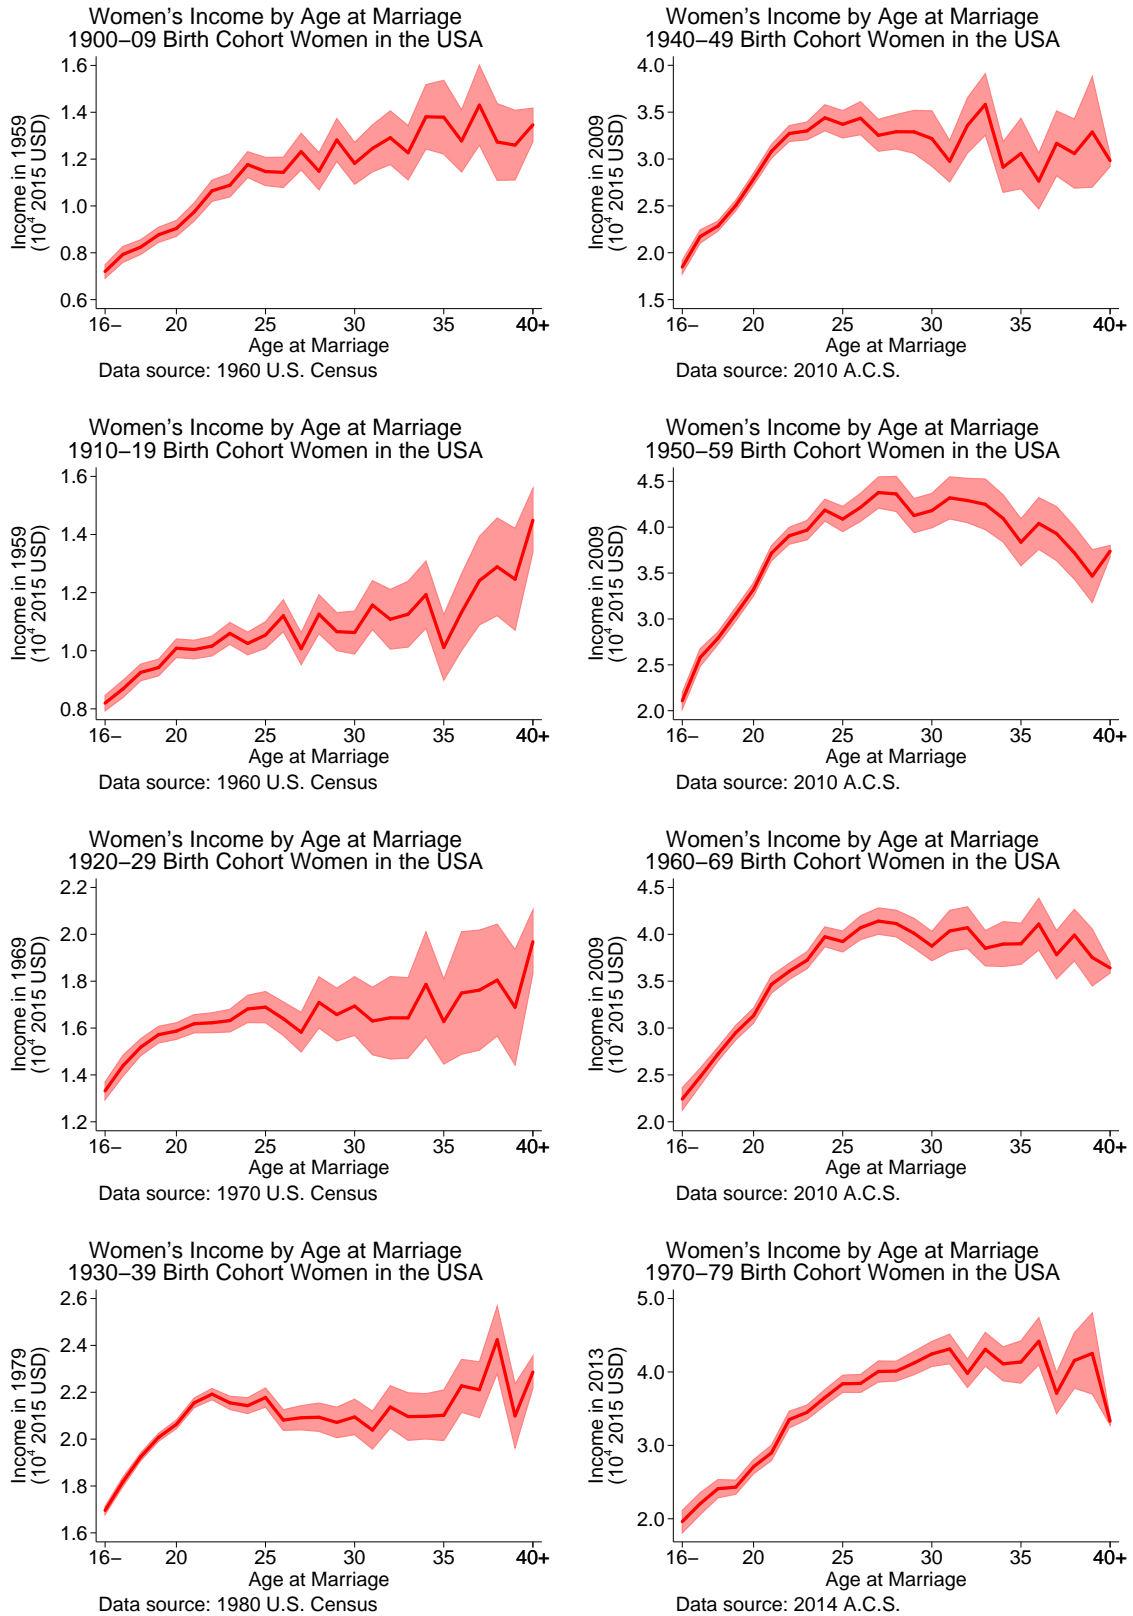 Women's Income by Age at Marriage
1900−09 Birth Cohort Women in the USA
Income in 1959
(10⁴ 2015 USD)
1.6
1.4
1.2
1.0
0.8
0.6
16−
20
25
30
35
40+
Age at Marriage
Data source: 1960 U.S. Census
Women's Income by Age at Marriage
1940−49 Birth Cohort Women in the USA
Income in 2009
(10⁴ 2015 USD)
4.0
3.5
3.0
2.5
2.0
1.5
16−
20
25
30
35
40+
Age at Marriage
Data source: 2010 A.C.S.
Women's Income by Age at Marriage
1910−19 Birth Cohort Women in the USA
Income in 1959
(10⁴ 2015 USD)
1.6
1.4
1.2
1.0
0.8
16−
20
25
30
35
40+
Age at Marriage
Data source: 1960 U.S. Census
Women's Income by Age at Marriage
1950−59 Birth Cohort Women in the USA
Income in 2009
(10⁴ 2015 USD)
4.5
4.0
3.5
3.0
2.5
2.0
16−
20
25
30
35
40+
Age at Marriage
Data source: 2010 A.C.S.
Women's Income by Age at Marriage
1920−29 Birth Cohort Women in the USA
Income in 1969
(10⁴ 2015 USD)
2.2
2.0
1.8
1.6
1.4
1.2
16−
20
25
30
35
40+
Age at Marriage
Data source: 1970 U.S. Census
Women's Income by Age at Marriage
1960−69 Birth Cohort Women in the USA
Income in 2009
(10⁴ 2015 USD)
4.5
4.0
3.5
3.0
2.5
2.0
16−
20
25
30
35
40+
Age at Marriage
Data source: 2010 A.C.S.
Women's Income by Age at Marriage
1930−39 Birth Cohort Women in the USA
Income in 1979
(10⁴ 2015 USD)
2.6
2.4
2.2
2.0
1.8
1.6
16−
20
25
30
35
40+
Age at Marriage
Data source: 1980 U.S. Census
Women's Income by Age at Marriage
1970−79 Birth Cohort Women in the USA
Income in 2013
(10⁴ 2015 USD)
5.0
4.0
3.0
2.0
16−
20
25
30
35
40+
Age at Marriage
Data source: 2014 A.C.S.